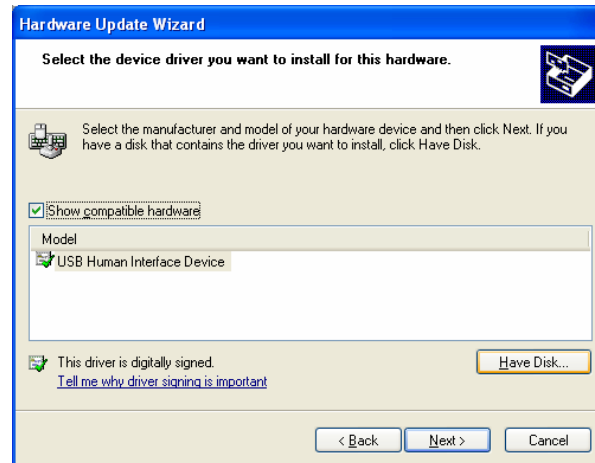 Hardware Update Wizard
Select the device driver you want to install for this hardware.
Select the manufacturer and model of your hardware device and then click Next. If you
have a disk that contains the driver you want to install, click Have Disk.
Show compatible hardware
Model
USB Human Interface Device
This driver is digitally signed.
Have Disk...
Tell me why driver signing is important
< Back
Next >
Cancel